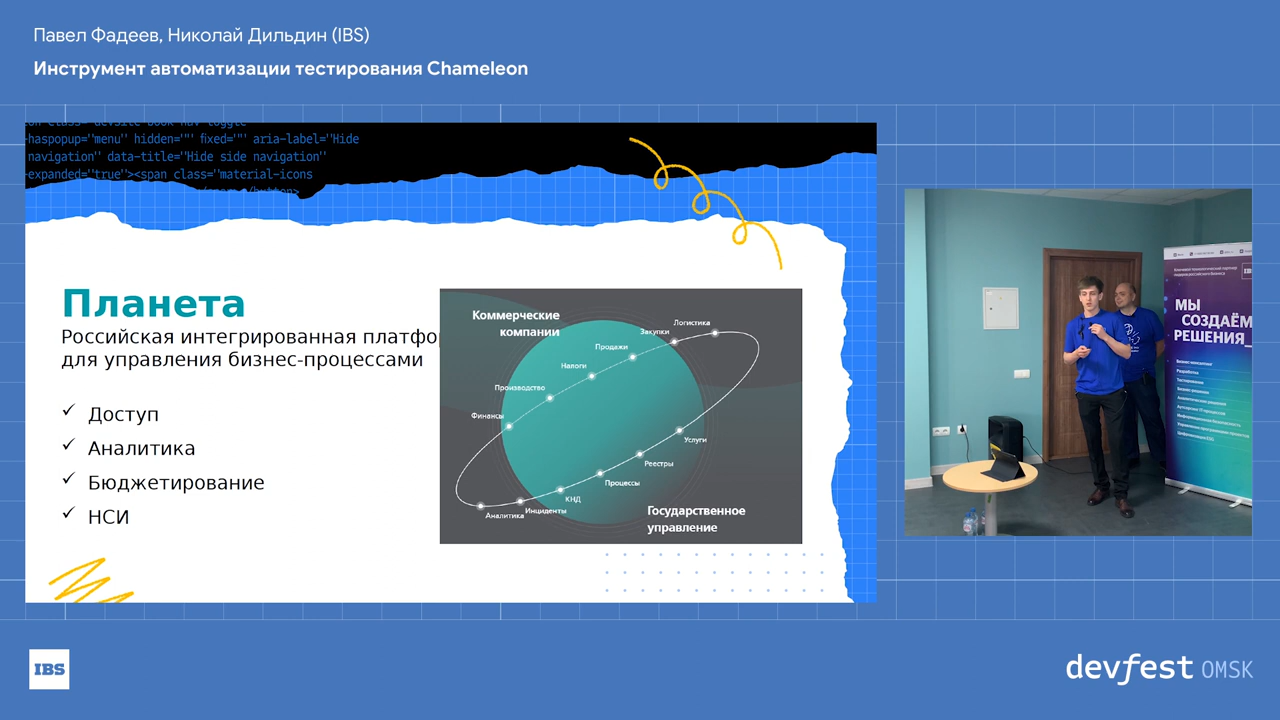 Павел Фадеев, Николай Дильдин (IBS)
Инструмент автоматизации тестирования Chameleon
-haspopup="menu" hidden="" fixed="" aria-label="Hide
navigation" data-title="Hide side navigation"
-expanded="true"><span class="material-icons
Планета
Российская интегрированная платфор
для управления бизнес-процессами
Доступ
Аналитика
Бюджетирование
НСИ
Коммерческие
компании
Логистика
Закупки
Продажи
Налоги
Производство
Финансы
Услуги
Реестры
Процессы
КНД
Инциденты
Аналитика
Государственное
управление
МЫ
СОЗДАЁМ
РЕШЕНИЯ_
IBS
devfest OMSK